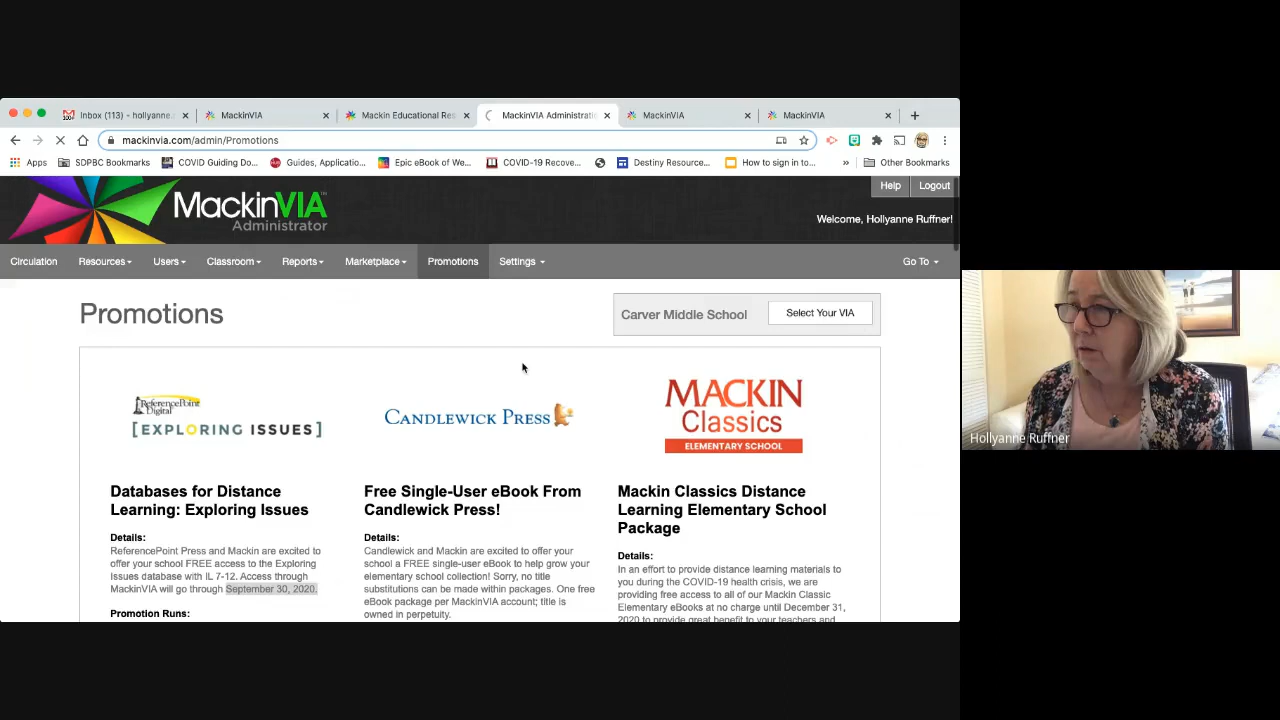 Inbox (113) - hollyanne.
MackinVIA
Mackin Educational Res
MackinVIA Administratio
MackinVIA
MackinVIA
mackinvia.com/admin/Promotions
Apps
SDPBC Bookmarks
COVID Guiding Do...
Guides, Applicatio...
Epic eBook of We...
COVID-19 Recove...
Destiny Resource...
How to sign in to...
»
Other Bookmarks
MackinVIA™
Administrator
Help
Logout
Welcome, Hollyanne Ruffner!
Circulation
Resources
Users
Classroom
Reports
Marketplace
Promotions
Settings
Go To
Promotions
Carver Middle School
Select Your VIA
ReferencePoint
Digital
[EXPLORING ISSUES]
CANDLEWICK PRESS
MACKIN
Classics
ELEMENTARY SCHOOL
Databases for Distance
Learning: Exploring Issues
Details:
ReferencePoint Press and Mackin are excited to
offer your school FREE access to the Exploring
Issues database with IL 7-12. Access through
MackinVIA will go through September 30, 2020.
Promotion Runs:
Free Single-User eBook From
Candlewick Press!
Details:
Candlewick and Mackin are excited to offer your
school a FREE single-user eBook to help grow your
elementary school collection! Sorry, no title
substitutions can be made within packages. One free
eBook package per MackinVIA account; title is
owned in perpetuity.
Mackin Classics Distance
Learning Elementary School
Package
Details:
In an effort to provide distance learning materials to
you during the COVID-19 health crisis, we are
providing free access to all of our Mackin Classic
Elementary eBooks at no charge until December 31,
2020 to provide great benefit to your teachers and
Hollyanne Ruffner